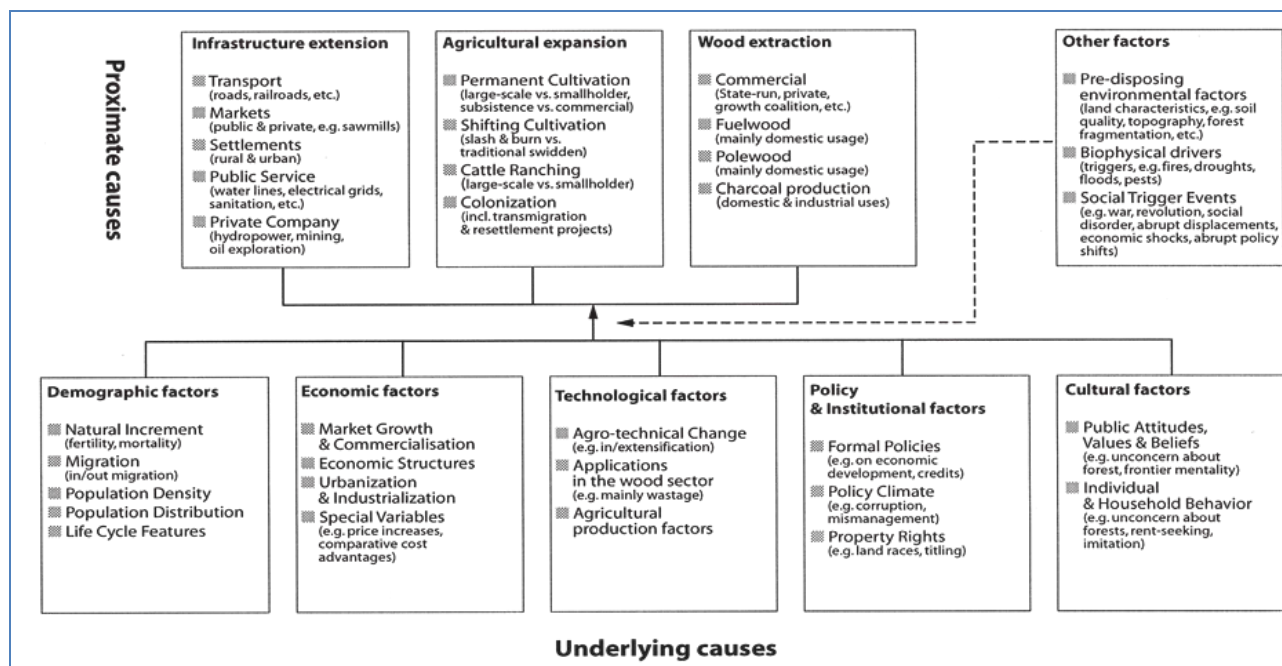 Proximate causes
Infrastructure extension
Transport
(roads, railroads, etc.)
Markets
(public & private, e.g. sawmills)
Settlements
(rural & urban)
Public Service
(water lines, electrical grids,
sanitation, etc.)
Private Company
(hydropower, mining,
oil exploration)
Agricultural expansion
Permanent Cultivation
(large-scale vs. smallholder,
subsistence vs. commercial)
Shifting Cultivation
(slash & burn vs.
traditional swidden)
Cattle Ranching
(large-scale vs. smallholder)
Colonization
(incl. transmigration
& resettlement projects)
Wood extraction
Commercial
(State-run, private,
growth coalition, etc.)
Fuelwood
(mainly domestic usage)
Polewood
(mainly domestic usage)
Charcoal production
(domestic & industrial uses)
Other factors
Pre-disposing
environmental factors
(land characteristics, e.g. soil
quality, topography, forest
fragmentation, etc.)
Biophysical drivers
(triggers, e.g. fires, droughts,
floods, pests)
Social Trigger Events
(e.g. war, revolution, social
disorder, abrupt displacements,
economic shocks, abrupt policy
shifts)
Demographic factors
Natural Increment
(fertility, mortality)
Migration
(in/out migration)
Population Density
Population Distribution
Life Cycle Features
Economic factors
Market Growth
& Commercialisation
Economic Structures
Urbanization
& Industrialization
Special Variables
(e.g. price increases,
comparative cost
advantages)
Technological factors
Agro-technical Change
(e.g. in/extensification)
Applications
in the wood sector
(e.g. mainly wastage)
Agricultural
production factors
Policy
& Institutional factors
Formal Policies
(e.g. on economic
development, credits)
Policy Climate
(e.g. corruption,
mismanagement)
Property Rights
(e.g. land races, titling)
Cultural factors
Public Attitudes,
Values & Beliefs
(e.g. unconcern about
forest, frontier mentality)
Individual
& Household Behavior
(e.g. unconcern about
forests, rent-seeking,
imitation)
Underlying causes